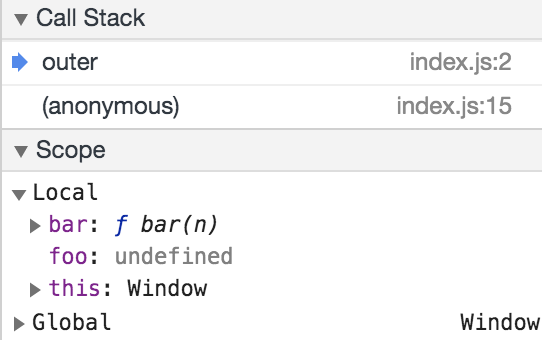 Call Stack
outer index.js:2
(anonymous) index.js:15
Scope
Local
bar: ƒ bar(n)
foo: undefined
this: Window
Global Window